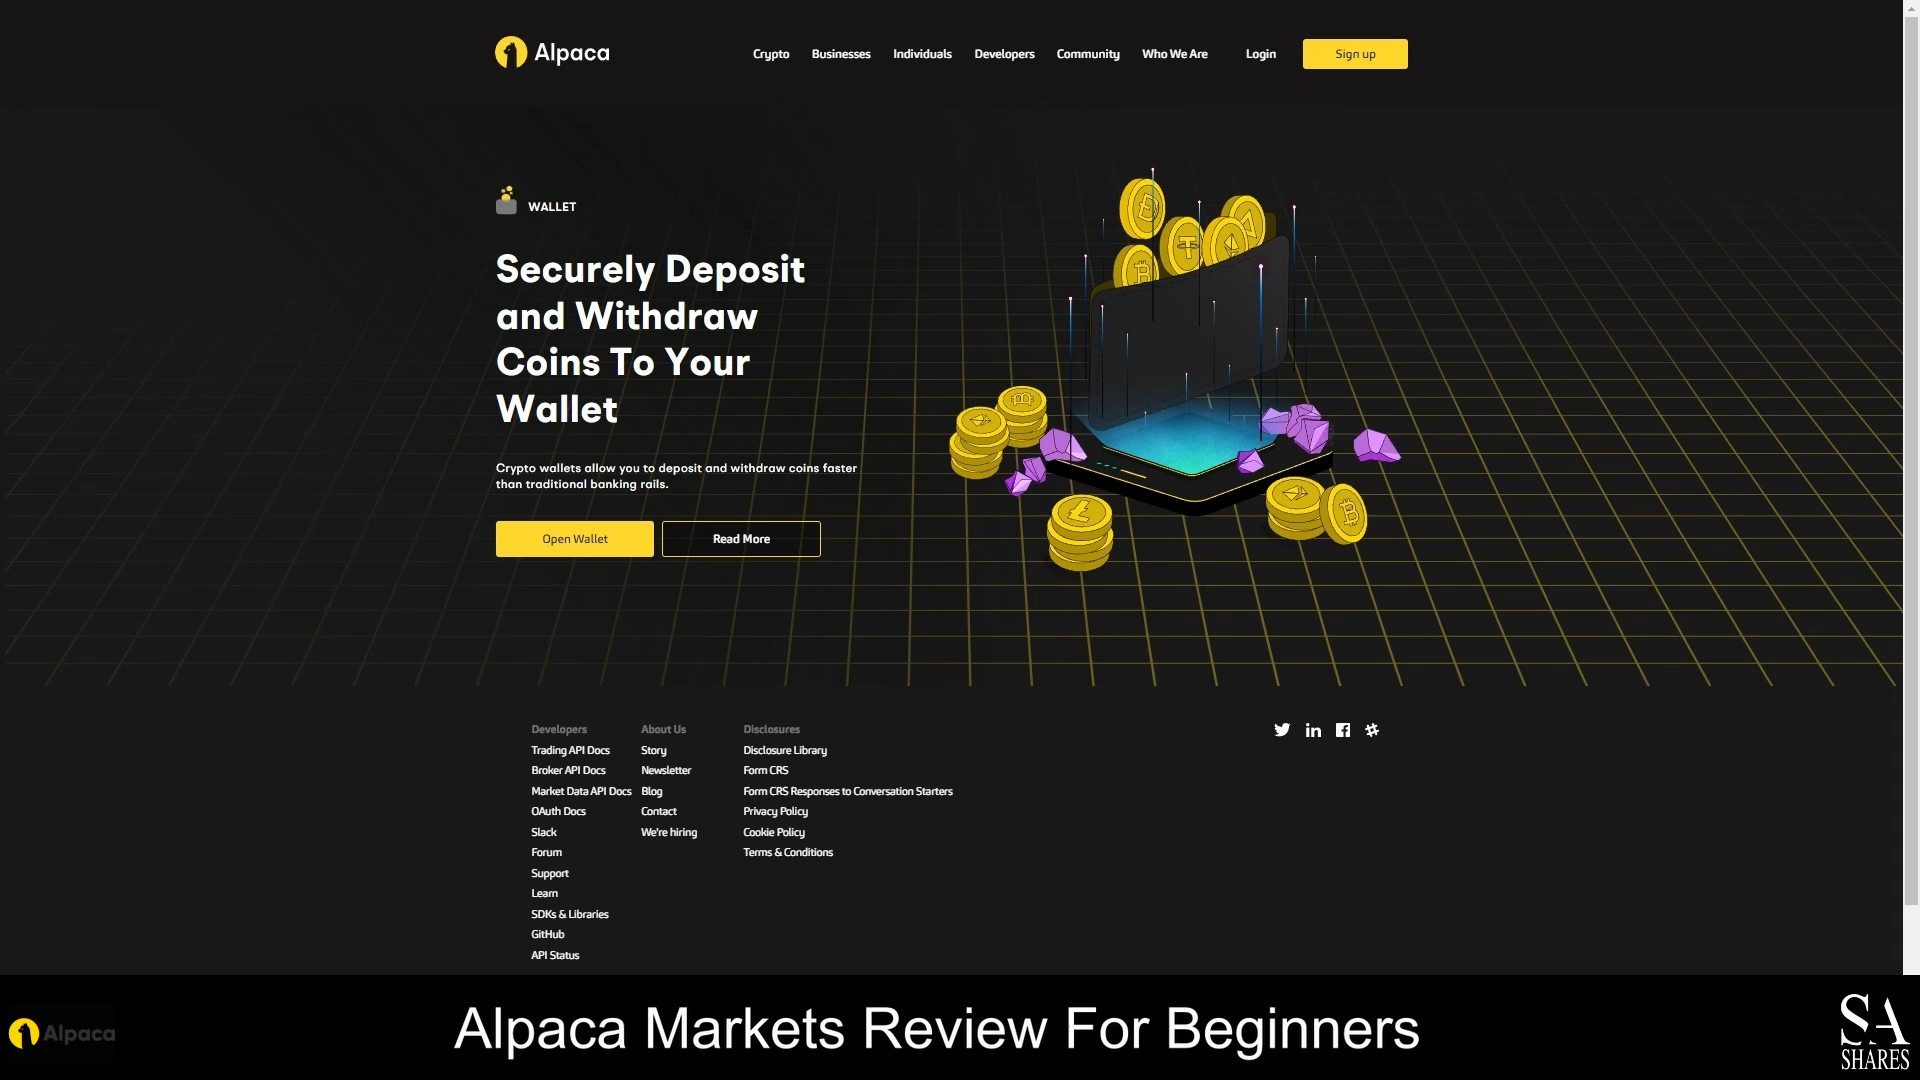 Alpaca
Crypto Businesses Individuals Developers Community Who We Are Login Sign up
WALLET
Securely Deposit
and Withdraw
Coins To Your
Wallet
Crypto wallets allow you to deposit and withdraw coins faster
than traditional banking rails.
Open Wallet Read More
Developers
Trading API Docs
Broker API Docs
Market Data API Docs
OAuth Docs
Slack
Forum
Support
Learn
SDKs & Libraries
GitHub
API Status
About Us
Story
Newsletter
Blog
Contact
We're hiring
Disclosures
Disclosure Library
Form CRS
Form CRS Responses to Conversation Starters
Privacy Policy
Cookie Policy
Terms & Conditions
Alpaca
Alpaca Markets Review For Beginners
SA
SHARES